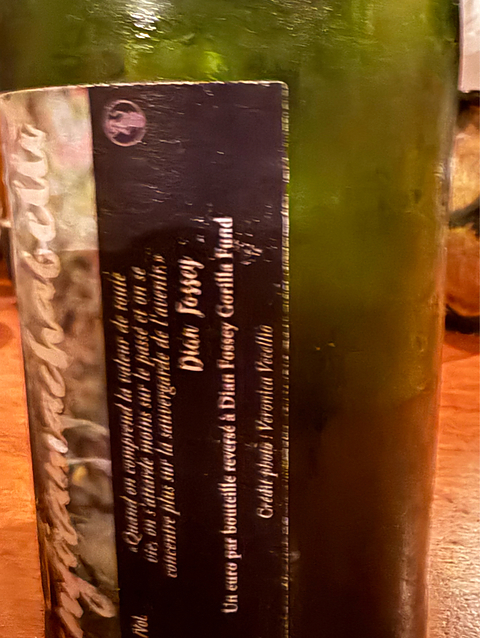 nyiramachabelli
«Quand on comprend la valeur de toute
vie, on s'attarde moins sur le passé et on se
concentre plus sur la sauvegarde de l'avenir.»
Dian Fossey
Un euro par bouteille reversé à Dian Fossey Gorilla Fund
Crédit photo : Veronica Vecellio
/Vol.